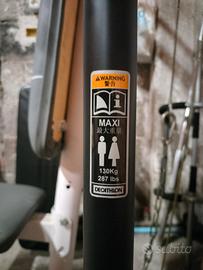 WARNING
警告
MAXI
最大重量
130Kg
287 lbs
DECATHLON
subito